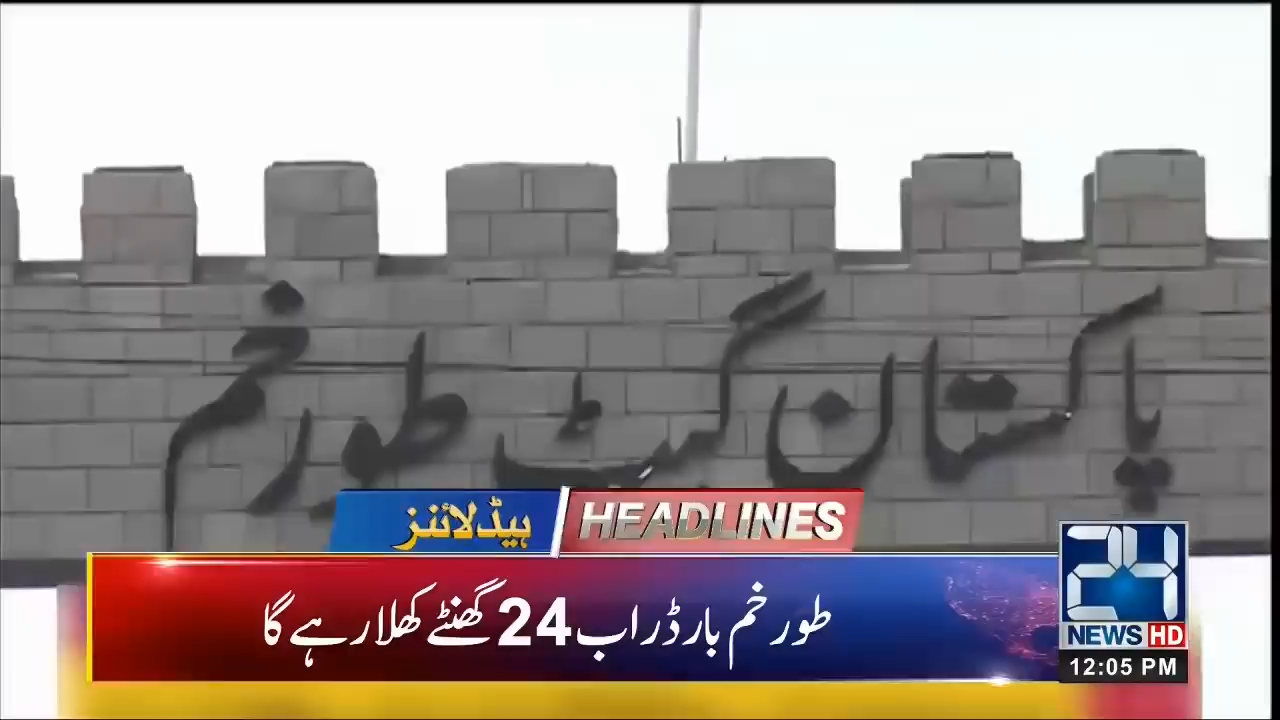 پاکستان گیٹ طورخم
ہیڈلائنز HEADLINES
طورخم بارڈر اب 24 گھنٹے کھلا رہے گا
24
NEWS HD
12:05 PM